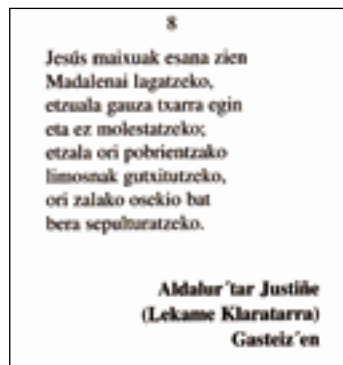 8
Jesús maixuak esana zien
Madalenai lagatzeko,
etzuala gauza txarra egin
eta ez molestatzeko;
etzala ori pobrientzako
limosnak gutxitutzeko,
ori zalako osekio bat
bera sepulturatzeko.
Aldalur´tar Justiñe
(Lekame Klaratarra)
Gasteiz´en